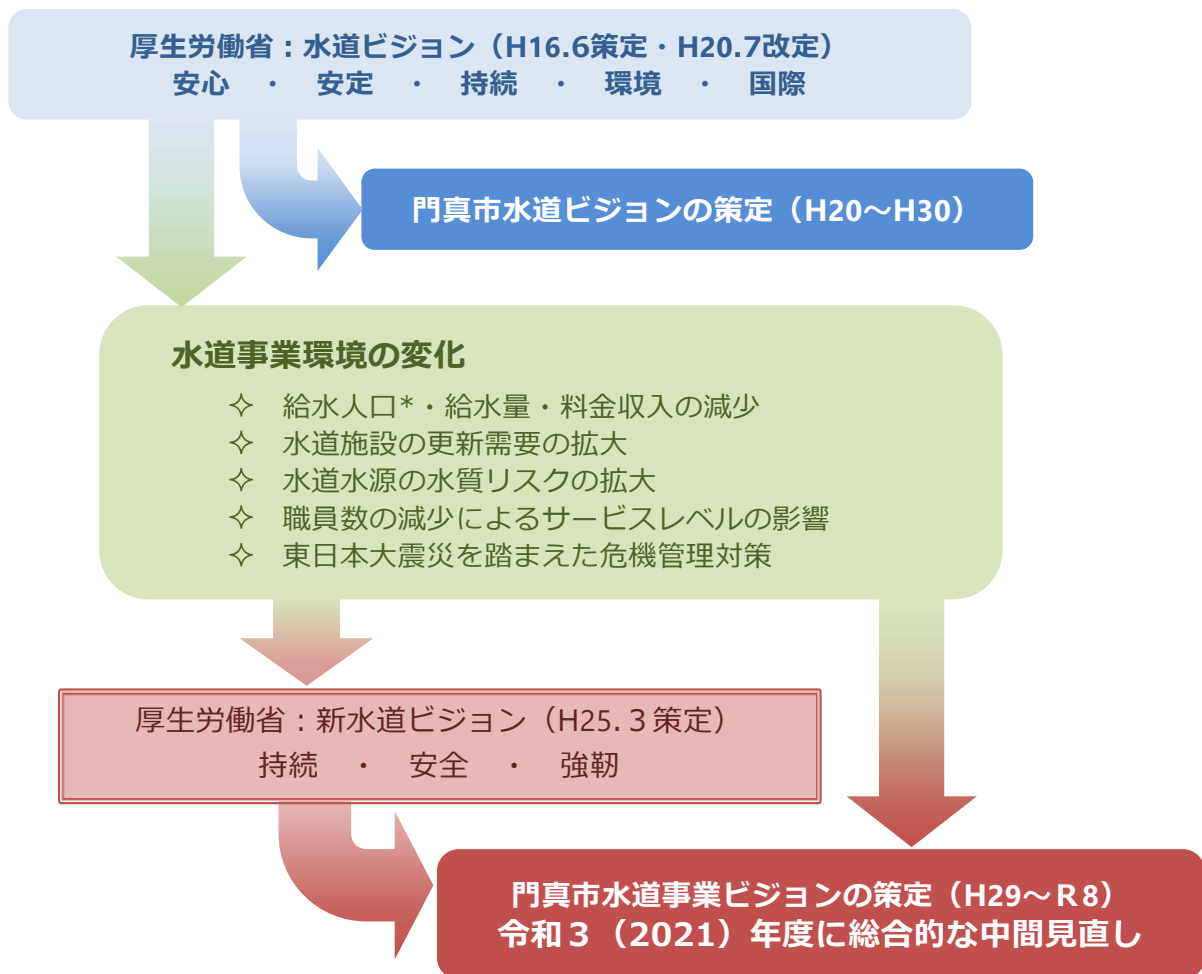 厚生労働省：水道ビジョン（H16.6策定・H20.7改定）
安心　・　安定　・　持続　・　環境　・　国際
門真市水道ビジョンの策定（H20～H30）
水道事業環境の変化
✧　給水人口*・給水量・料金収入の減少
✧　水道施設の更新需要の拡大
✧　水道水源の水質リスクの拡大
✧　職員数の減少によるサービスレベルの影響
✧　東日本大震災を踏まえた危機管理対策
厚生労働省：新水道ビジョン（H25.３策定）
持続　・　安全　・　強靭
門真市水道事業ビジョンの策定（H29～Ｒ8）
令和３（2021）年度に総合的な中間見直し